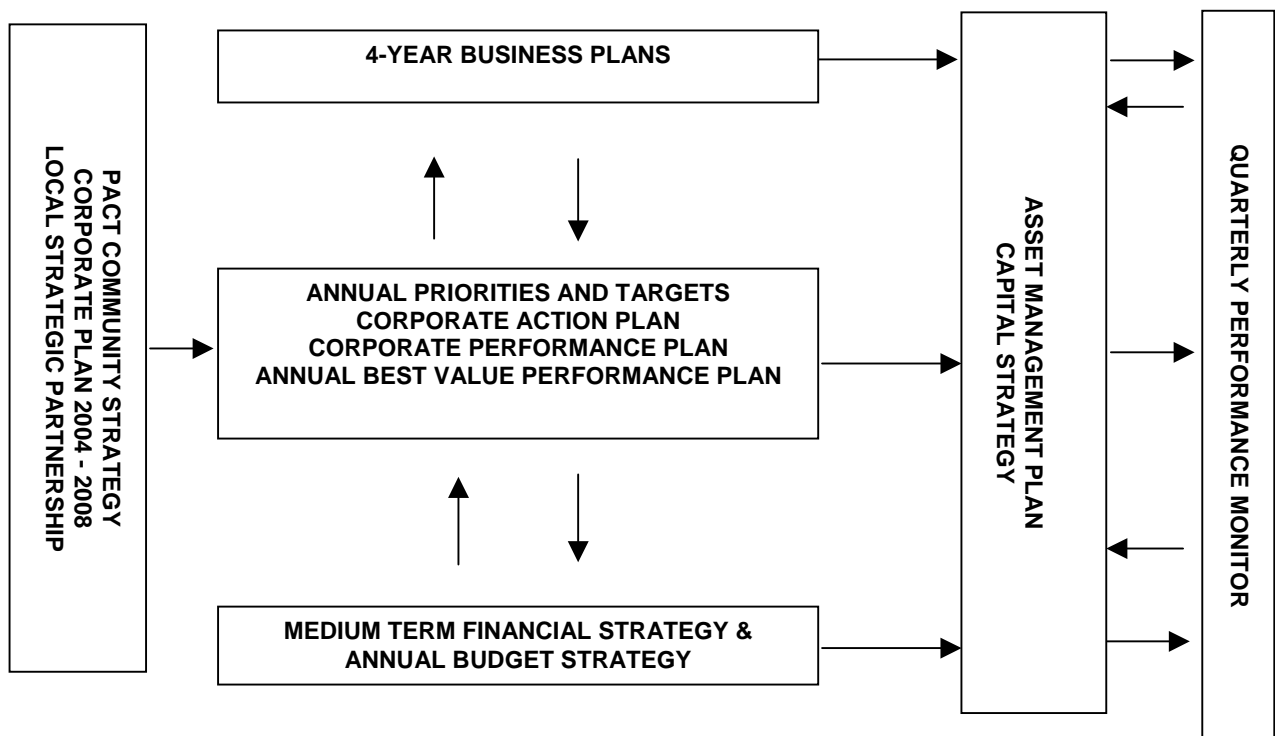 PACT COMMUNITY STRATEGY
CORPORATE PLAN 2004 - 2008
LOCAL STRATEGIC PARTNERSHIP
4-YEAR BUSINESS PLANS
ANNUAL PRIORITIES AND TARGETS
CORPORATE ACTION PLAN
CORPORATE PERFORMANCE PLAN
ANNUAL BEST VALUE PERFORMANCE PLAN
MEDIUM TERM FINANCIAL STRATEGY &
ANNUAL BUDGET STRATEGY
ASSET MANAGEMENT PLAN
CAPITAL STRATEGY
QUARTERLY PERFORMANCE MONITOR